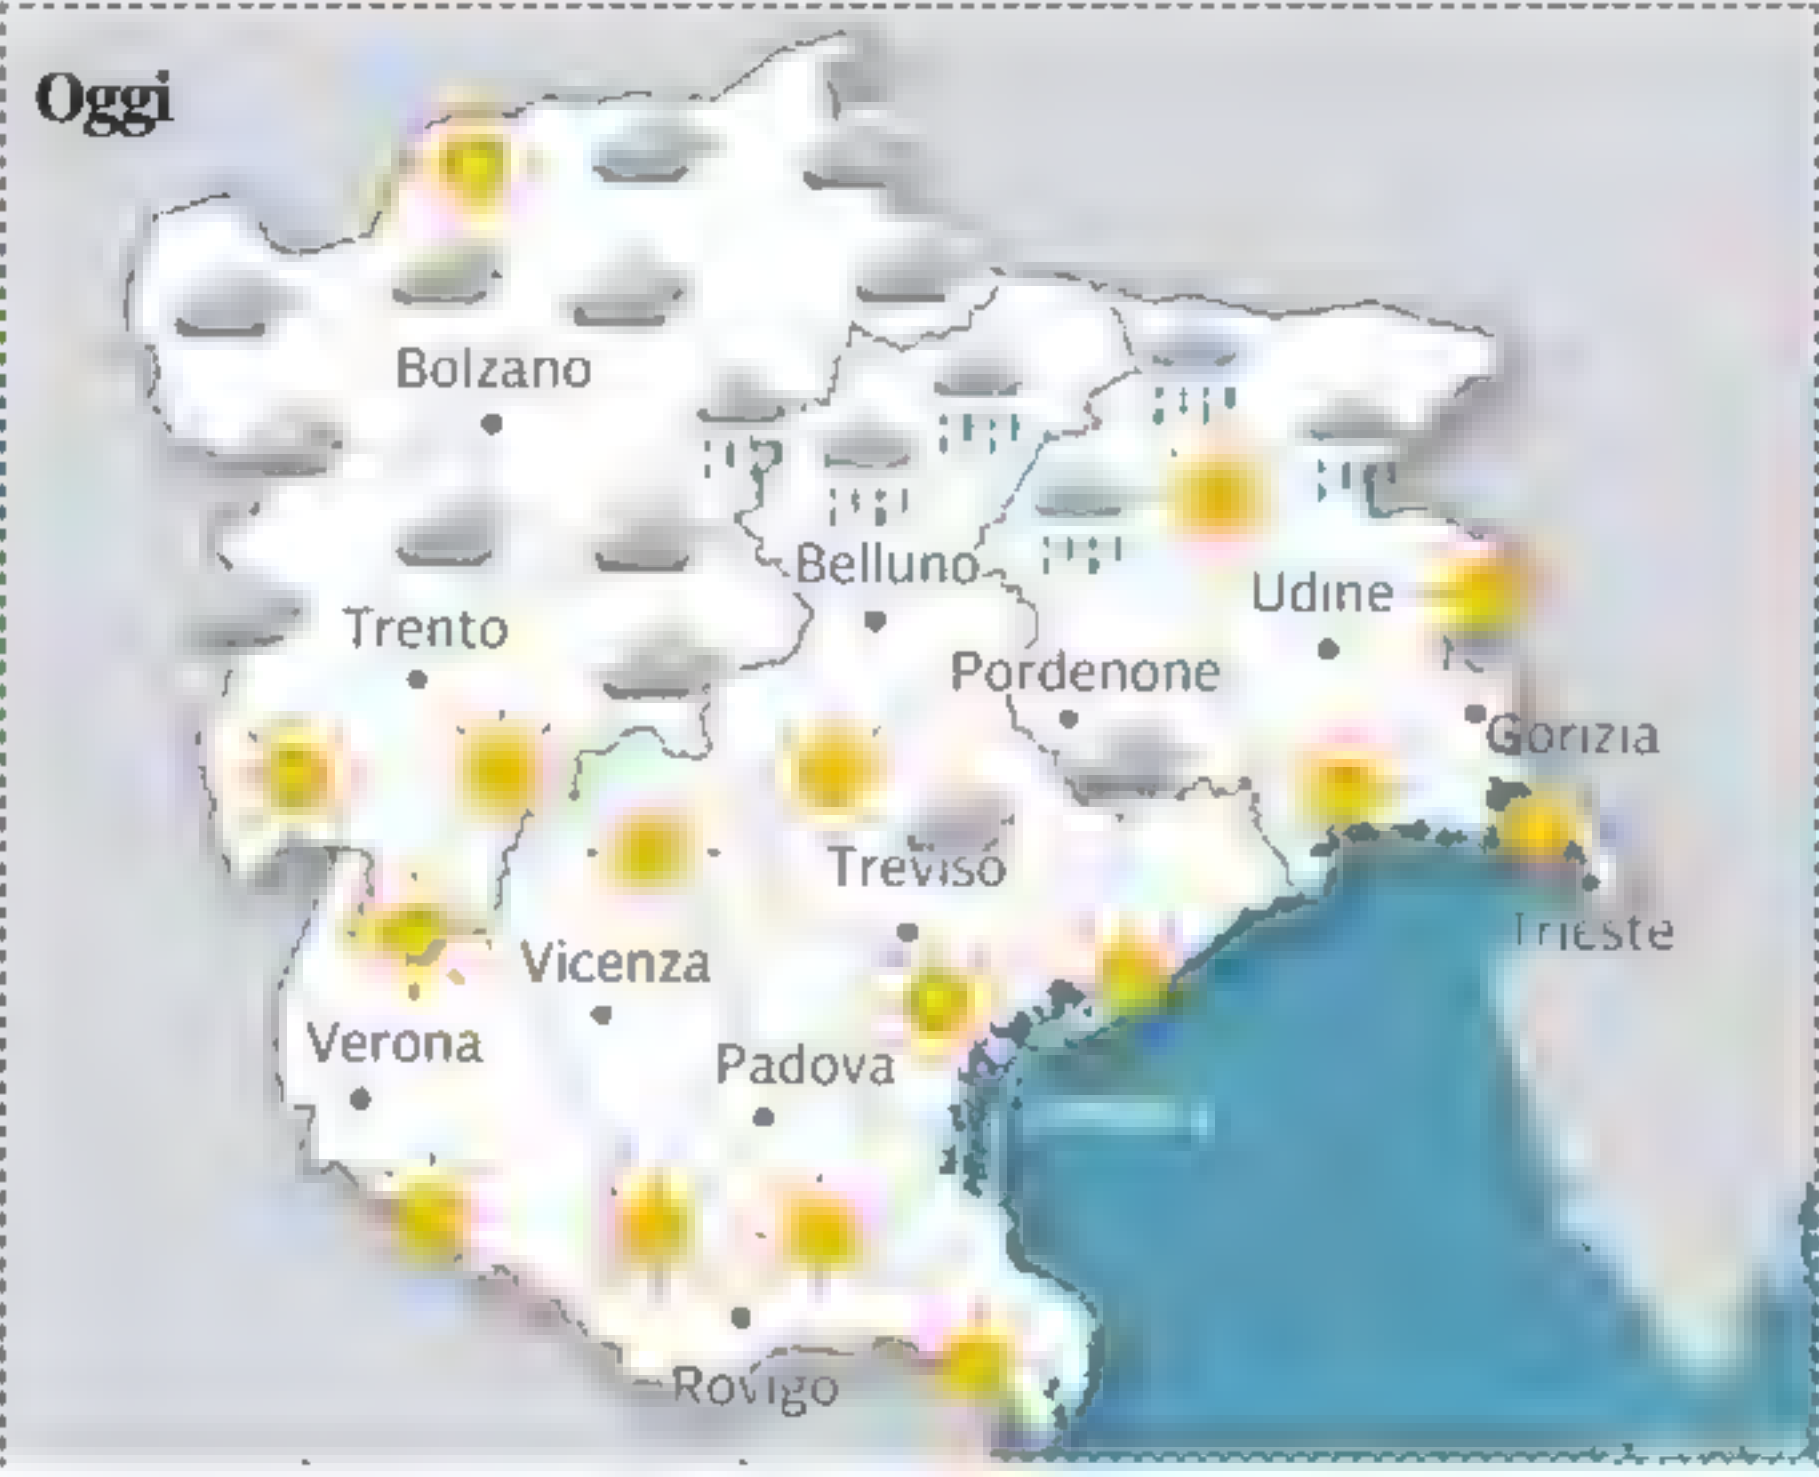 Oggi
Bolzano
Belluno
Udine
Trento
Pordenone
Gorizia
Treviso
Trieste
Vicenza
Verona
Padova
Rovigo